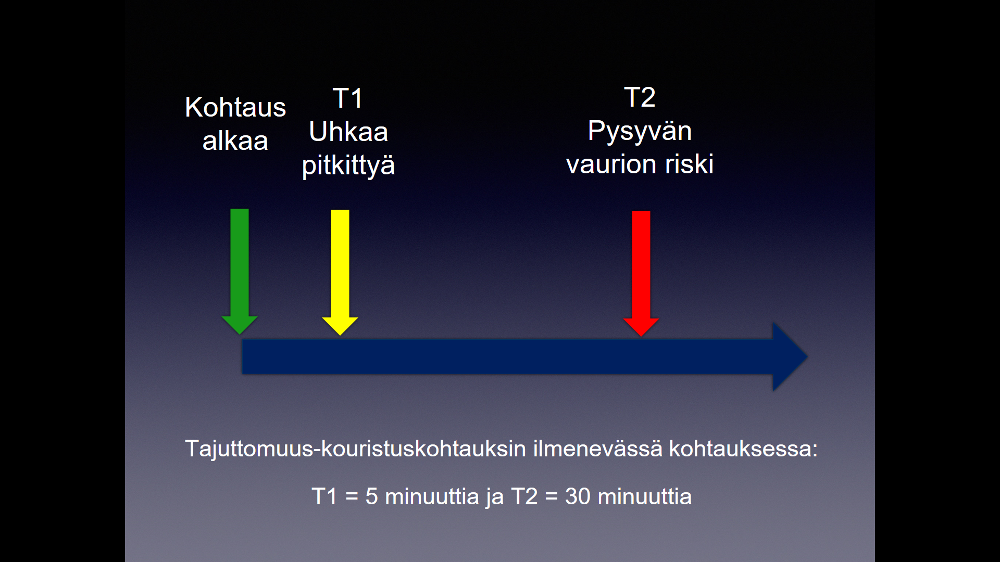 Kohtaus
alkaa
T1
Uhkaa
pitkittyä
T2
Pysyvän
vaurion riski
Tajuttomuus-kouristuskohtauksin ilmenevässä kohtauksessa:
T1 = 5 minuuttia ja T2 = 30 minuuttia